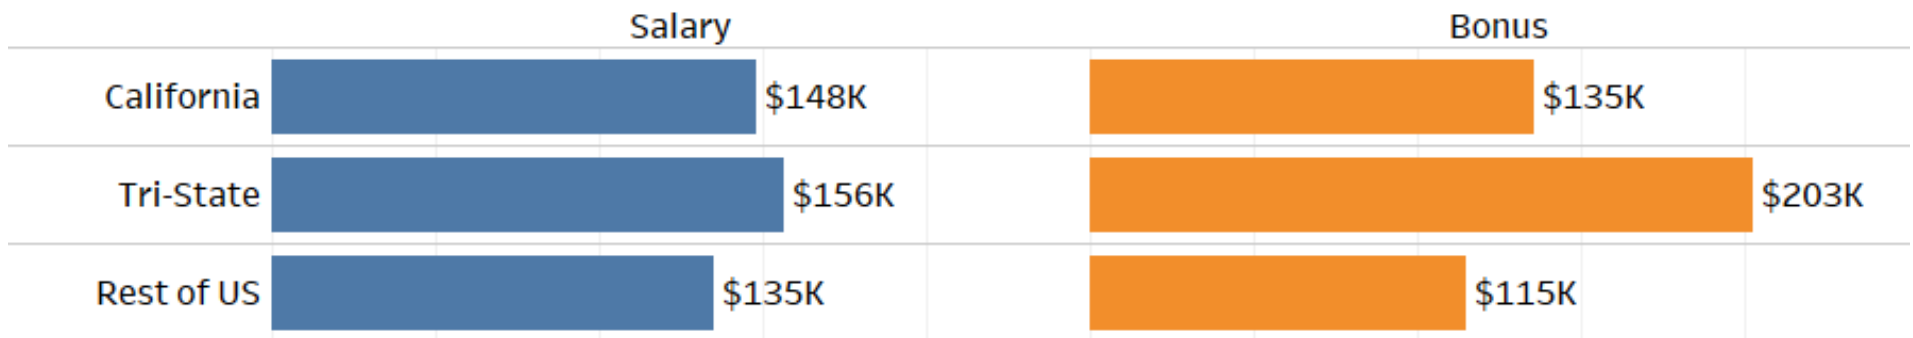 Salary Bonus
California $148K $135K
Tri-State $156K $203K
Rest of US $135K $115K